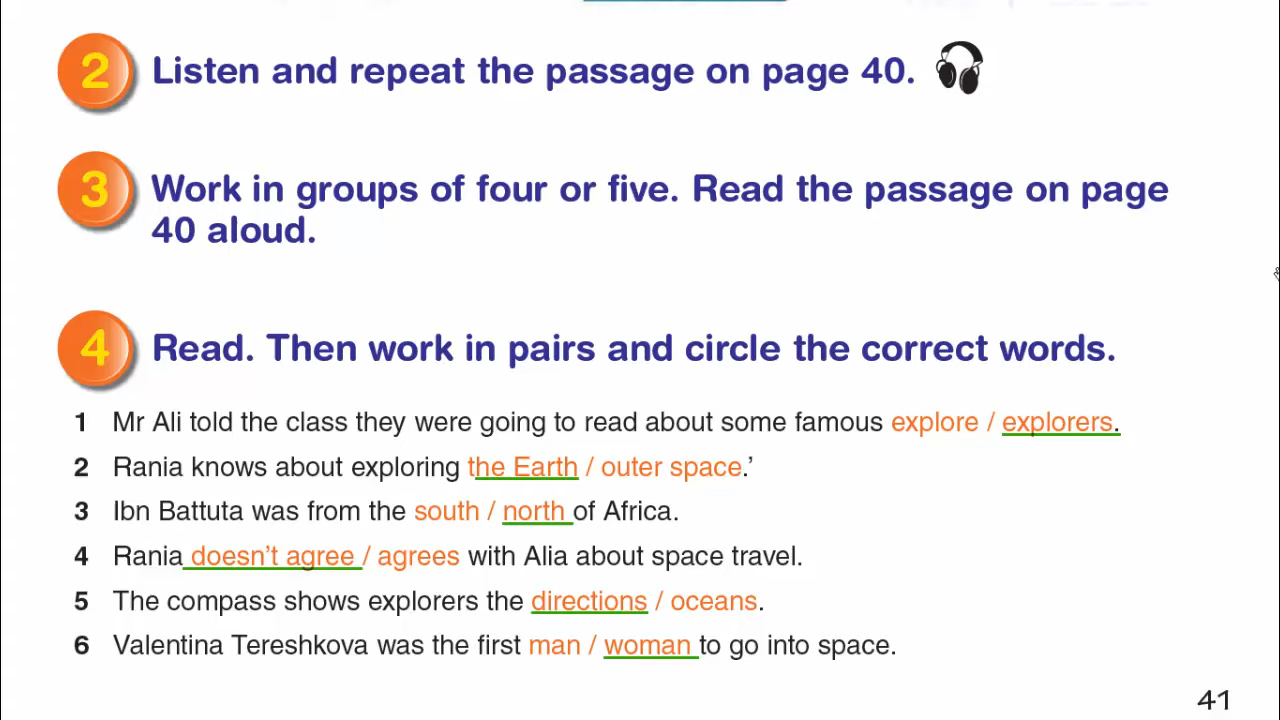 2 Listen and repeat the passage on page 40.
3 Work in groups of four or five. Read the passage on page
40 aloud.
4 Read. Then work in pairs and circle the correct words.
1 Mr Ali told the class they were going to read about some famous explore / explorers.
2 Rania knows about exploring the Earth / outer space.’
3 Ibn Battuta was from the south / north of Africa.
4 Rania doesn’t agree / agrees with Alia about space travel.
5 The compass shows explorers the directions / oceans.
6 Valentina Tereshkova was the first man / woman to go into space.
41